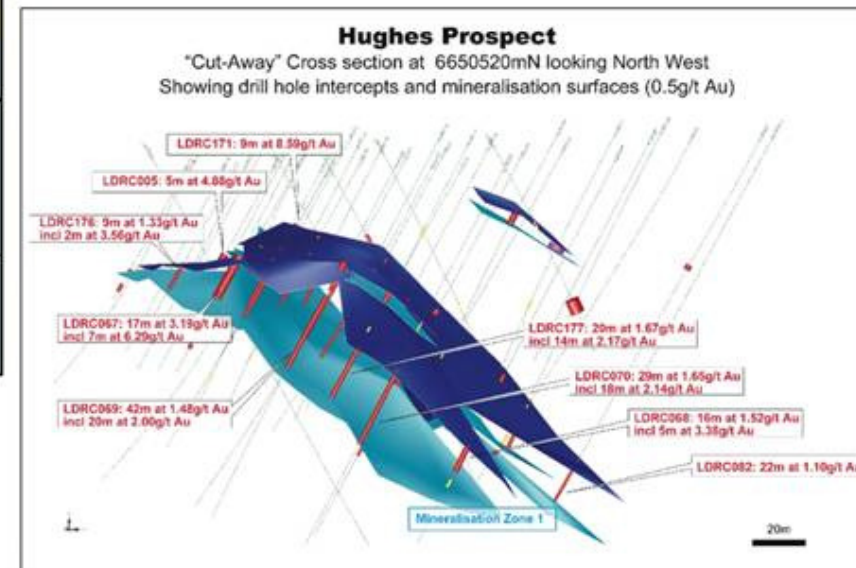 Hughes Prospect
"Cut-Away" Cross section at 6650520mN looking North West
Showing drill hole intercepts and mineralisation surfaces (0.5g/t Au)
LDRC171: 9m at 8.59g/t Au
LDRC005: 5m at 4.88g/t Au
LDRC176: 9m at 1.33g/t Au
incl 2m at 3.56g/t Au
LDRC067: 17m at 3.19g/t Au
incl 7m at 6.29g/t Au
LDRC177: 20m at 1.67g/t Au
incl 14m at 2.17g/t Au
LDRC070: 29m at 1.65g/t Au
incl 18m at 2.14g/t Au
LDRC069: 42m at 1.48g/t Au
incl 20m at 2.00g/t Au
LDRC068: 16m at 1.52g/t Au
incl 5m at 3.38g/t Au
LDRC082: 22m at 1.10g/t Au
Mineralisation Zone 1
20m